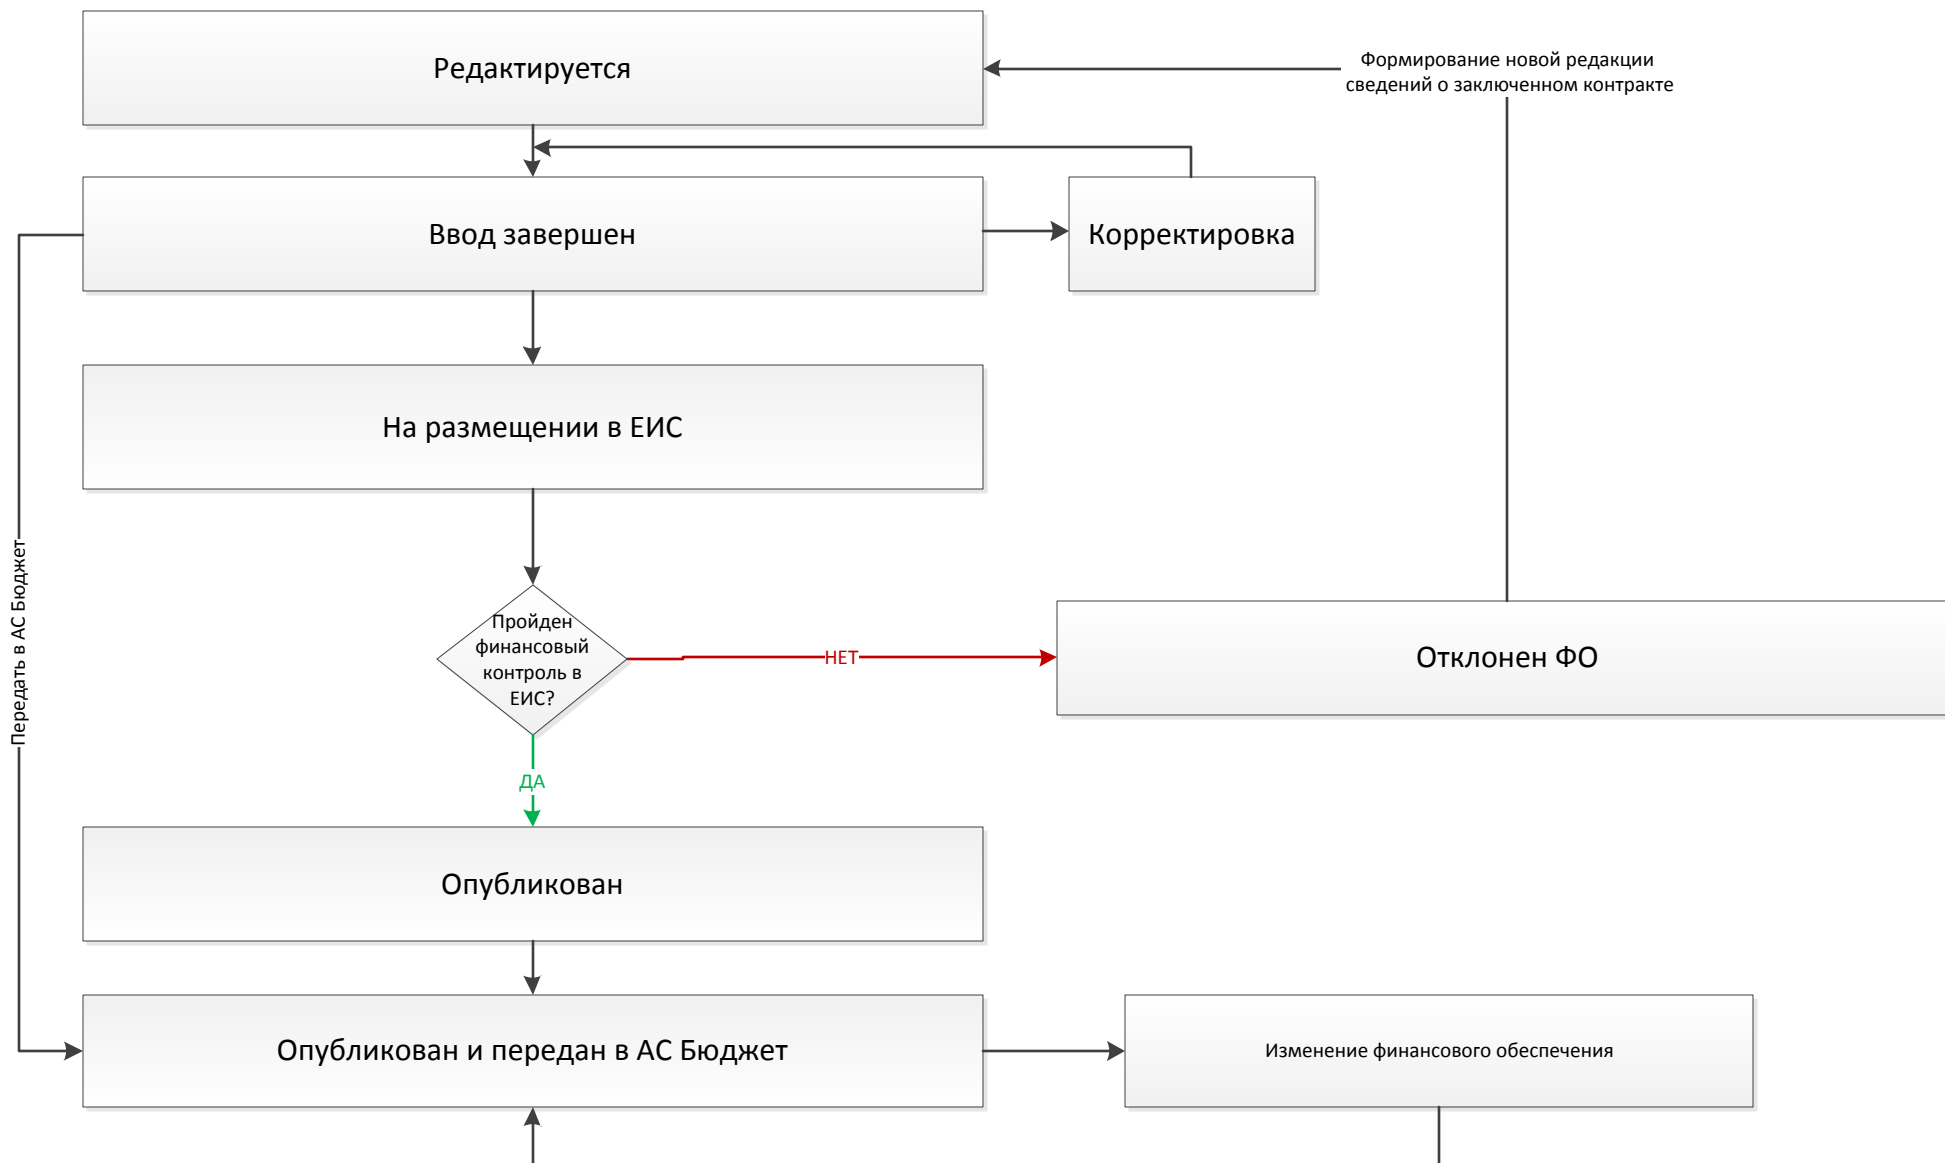 Редактируется
Формирование новой редакции
сведений о заключенном контракте
Ввод завершен
Корректировка
На размещении в ЕИС
Передать в АС Бюджет
Пройден
финансовый
контроль в
ЕИС?
НЕТ
Отклонен ФО
ДА
Опубликован
Опубликован и передан в АС Бюджет
Изменение финансового обеспечения